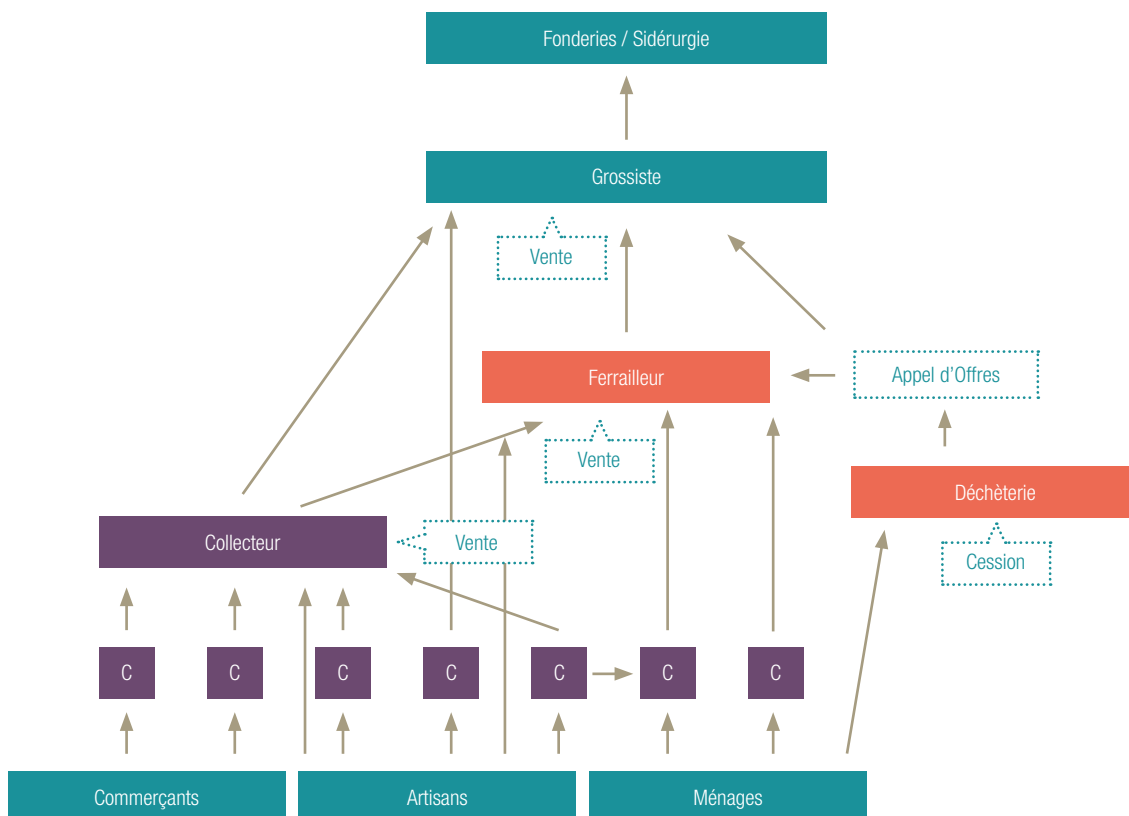 Fonderies / Sidérurgie
Grossiste
Vente
Ferrailleur
Appel d'Offres
Vente
Déchèterie
Collecteur
Vente
Cession
C
C
C
C
C
C
C
Commerçants
Artisans
Ménages